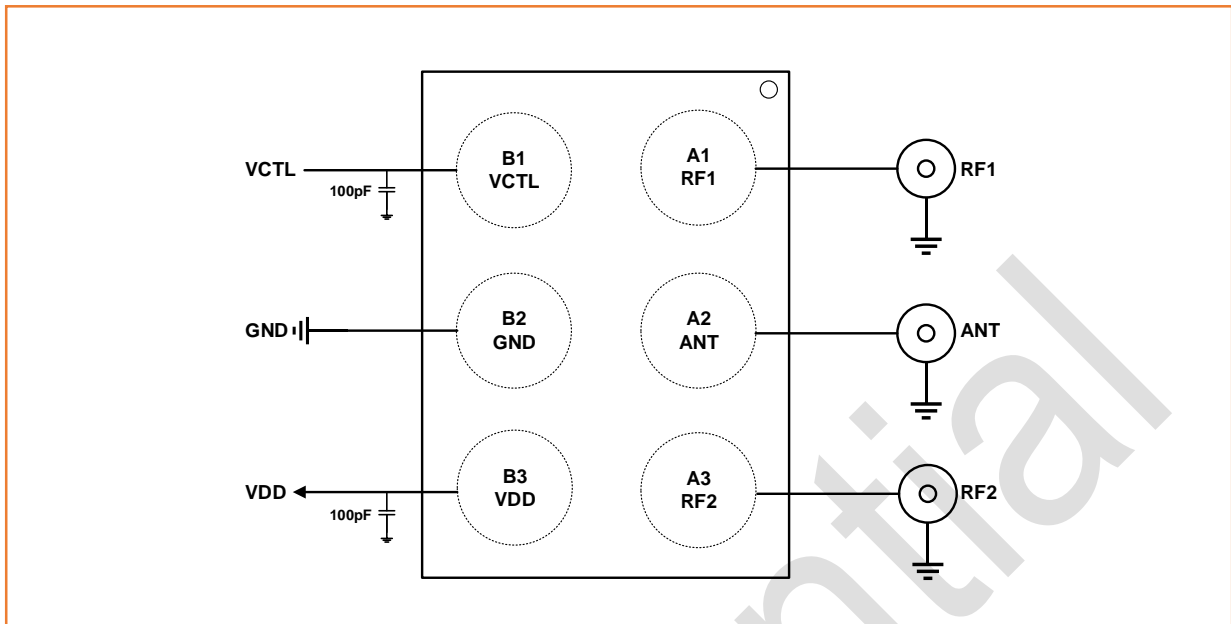 VCTL
100pF
B1
VCTL
A1
RF1
RF1
GND
B2
GND
A2
ANT
ANT
VDD
100pF
B3
VDD
A3
RF2
RF2
ntial